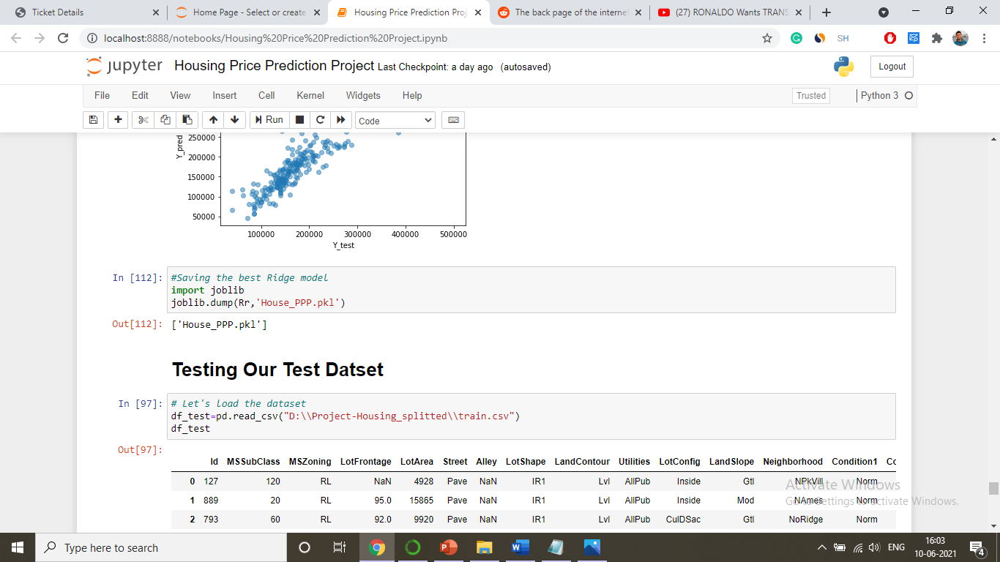 Ticket Details
Home Page - Select or create
Housing Price Prediction Proj
The back page of the internet
(27) RONALDO Wants TRANS
localhost:8888/notebooks/Housing%20Price%20Prediction%20Project.ipynb
SH
jupyter Housing Price Prediction Project Last Checkpoint: a day ago (autosaved)
Logout
File Edit View Insert Cell Kernel Widgets Help
Trusted
Python 3
Run
Code
Y_pred
250000
200000
150000
100000
50000
100000 200000 300000 400000 500000
Y_test
In [112]: #Saving the best Ridge model
import joblib
joblib.dump(Rr,'House_PPP.pkl')
Out[112]: ['House_PPP.pkl']
Testing Our Test Datset
In [97]: # Let's load the dataset
df_test=pd.read_csv("D:\\Project-Housing_splitted\\train.csv")
df_test
Out[97]:
Id MSSubClass MSZoning LotFrontage LotArea Street Alley LotShape LandContour Utilities LotConfig LandSlope Neighborhood Condition1 Cc
0 127 120 RL NaN 4928 Pave NaN IR1 Lvl AllPub Inside Gtl NPkVill Norm
1 889 20 RL 95.0 15865 Pave NaN IR1 Lvl AllPub Inside Mod NAmes Norm
2 793 60 RL 92.0 9920 Pave NaN IR1 Lvl AllPub CulDSac Gtl NoRidge Norm
Activate Windows
Go to Settings to activate Windows.
Type here to search
ENG
16:03
10-06-2021
4